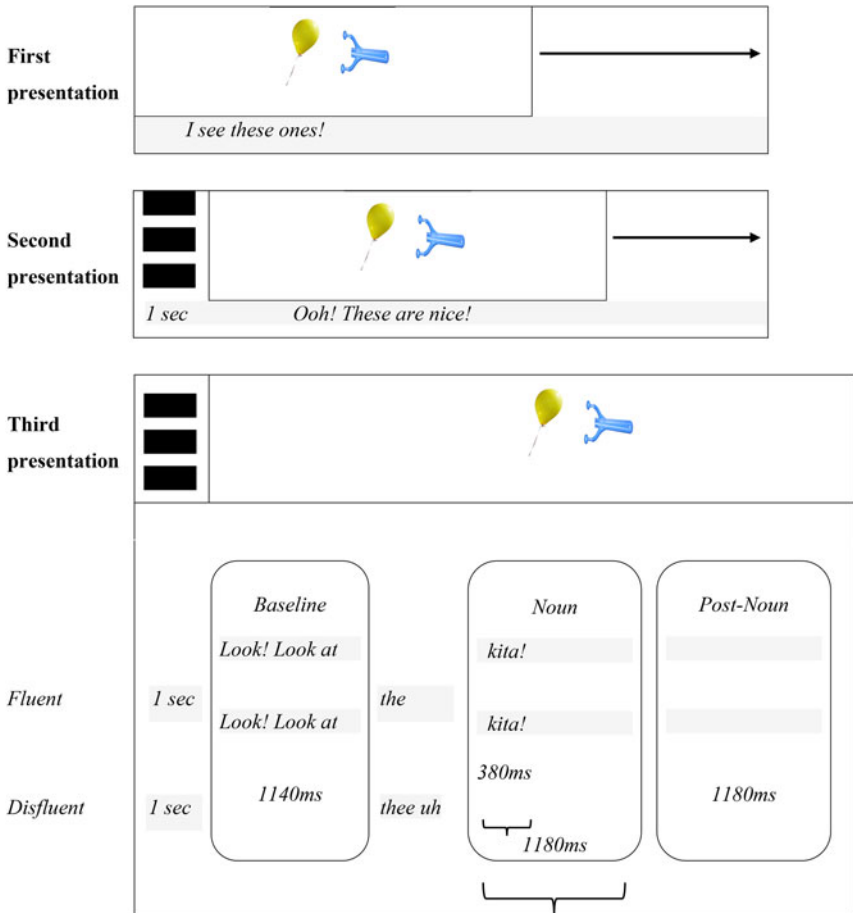 First
presentation
I see these ones!
Second
presentation
1 sec
Ooh! These are nice!
Third
presentation
Baseline
Noun
Post-Noun
Look! Look at
kita!
Fluent
1 sec
the
Look! Look at
kita!
380ms
1140ms
1180ms
Disfluent
1 sec
thee uh
1180ms